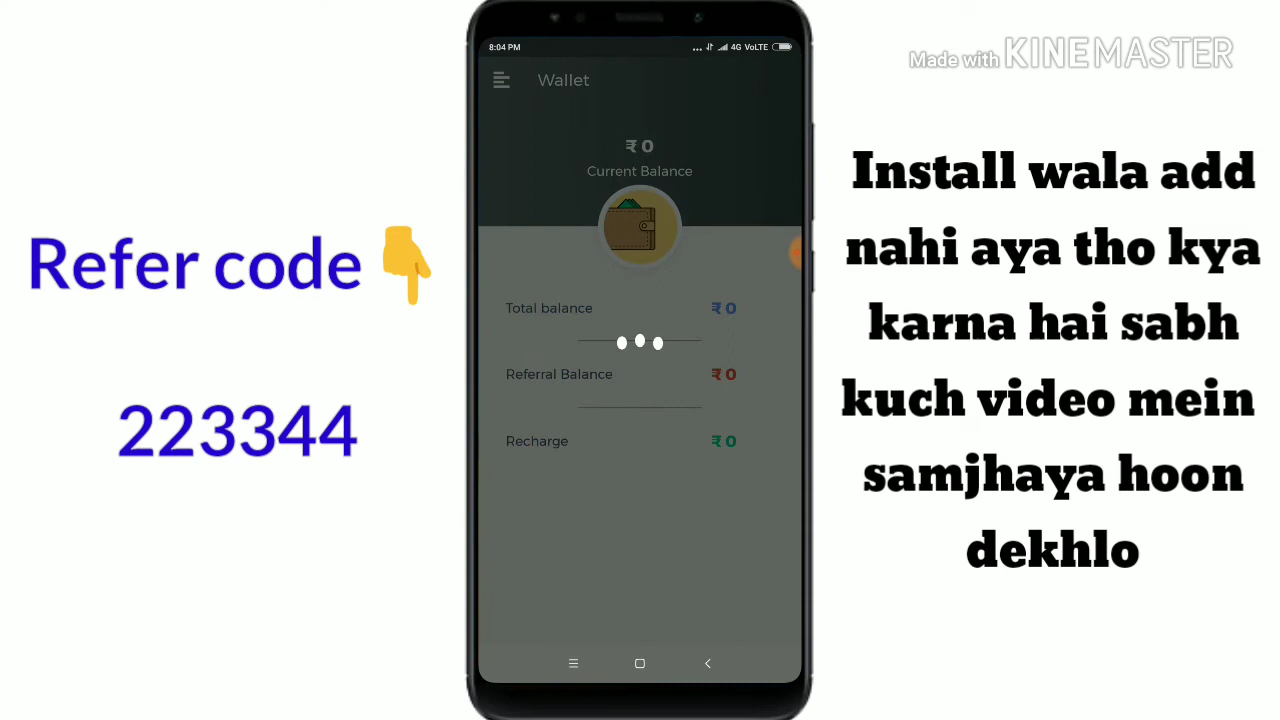 Refer code 👇
223344
8:04 PM
... 4G VoLTE
Wallet
₹ 0
Current Balance
Total balance ₹ 0
Referral Balance ₹ 0
Recharge ₹ 0
Made with KINEMASTER
Install wala add
nahi aya tho kya
karna hai sabh
kuch video mein
samjhaya hoon
dekhlo